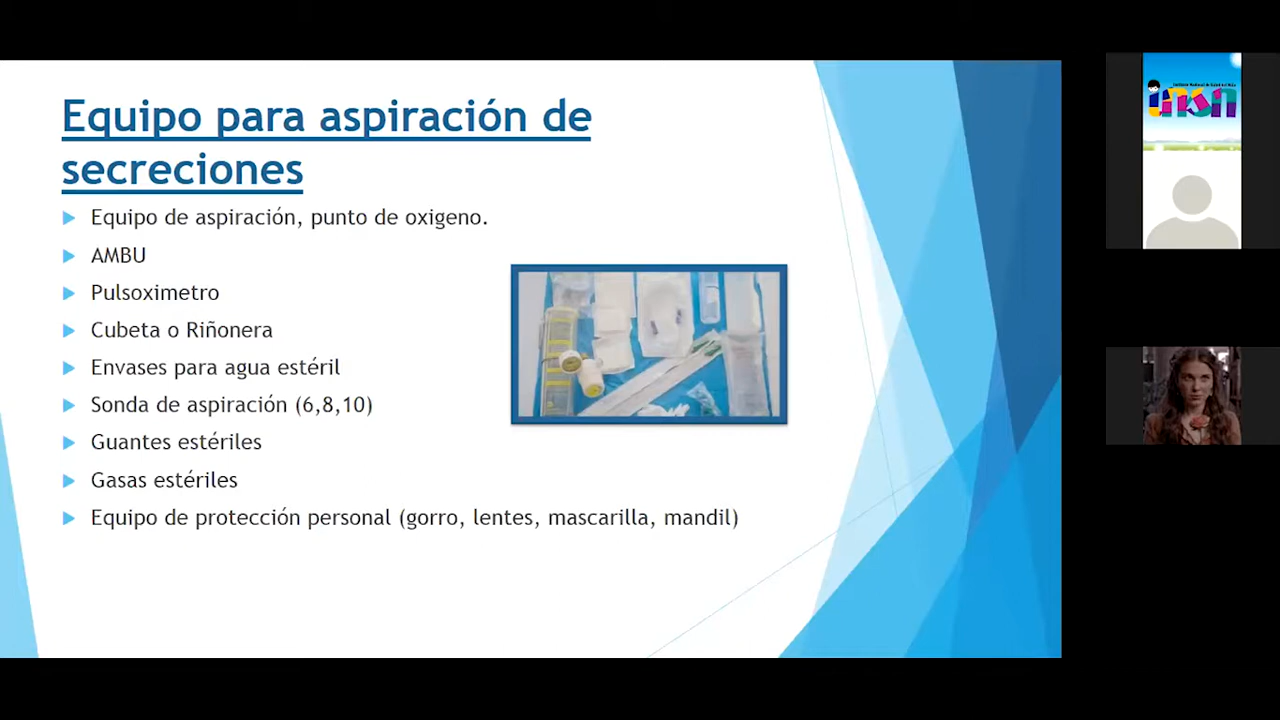 Equipo para aspiración de
secreciones
Equipo de aspiración, punto de oxigeno.
AMBU
Pulsoximetro
Cubeta o Riñonera
Envases para agua estéril
Sonda de aspiración (6,8,10)
Guantes estériles
Gasas estériles
Equipo de protección personal (gorro, lentes, mascarilla, mandil)
insn